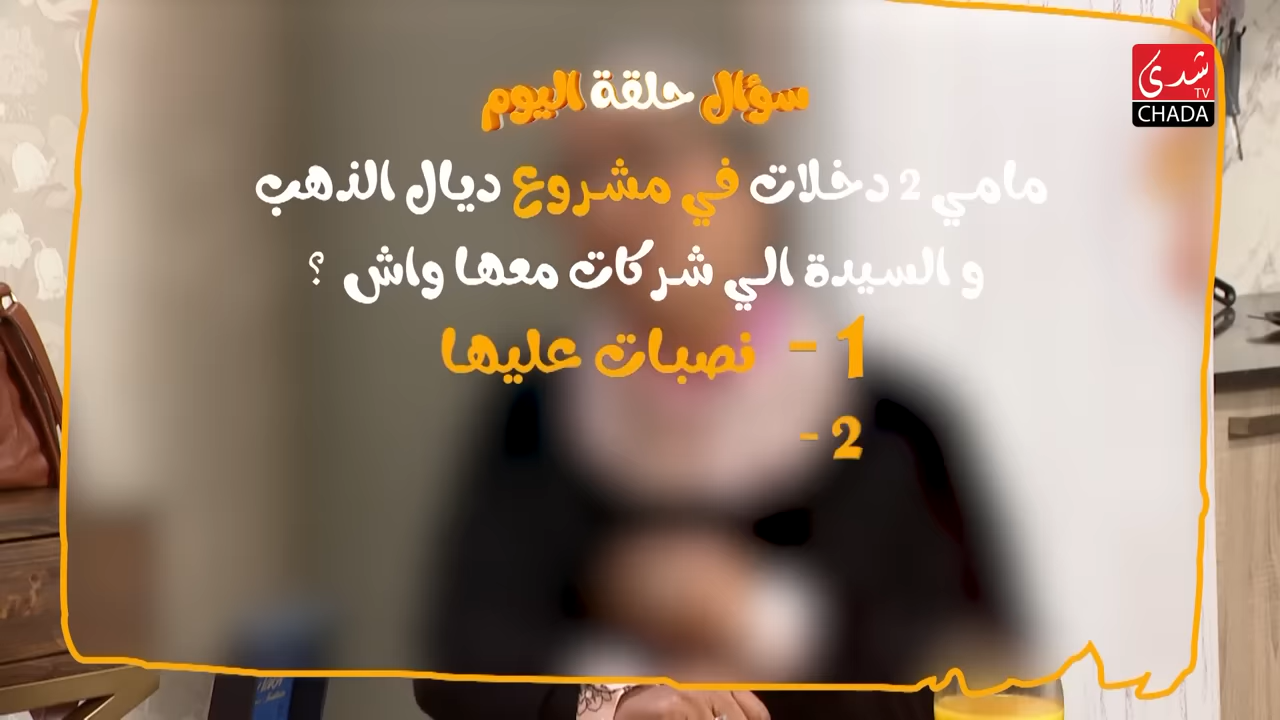 شدى
TV
CHADA
سؤال حلقة اليوم
مامي 2 دخلات في مشروع ديال الذهب
و السيدة الي شركات معها واش ؟
1 - نصبات عليها
2 -